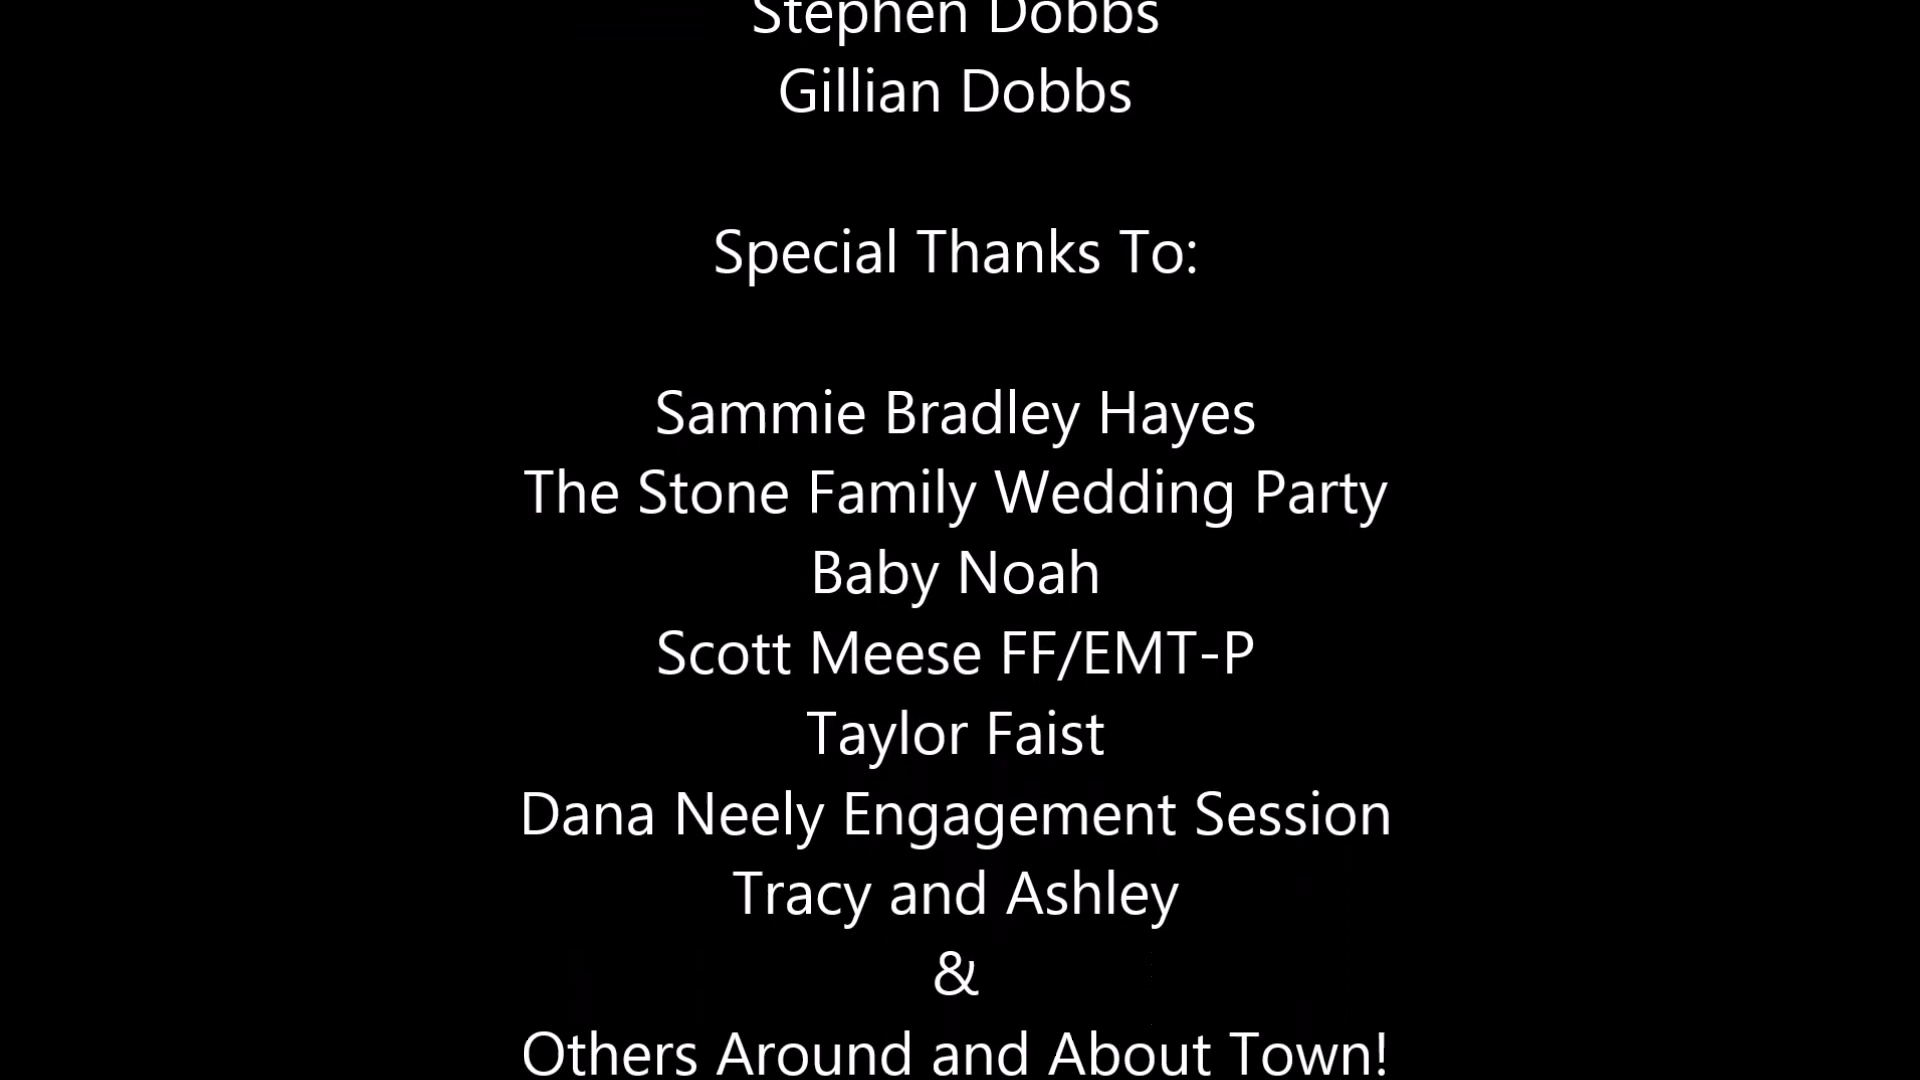 Stephen Dobbs
Gillian Dobbs
Special Thanks To:
Sammie Bradley Hayes
The Stone Family Wedding Party
Baby Noah
Scott Meese FF/EMT-P
Taylor Faist
Dana Neely Engagement Session
Tracy and Ashley
&
Others Around and About Town!